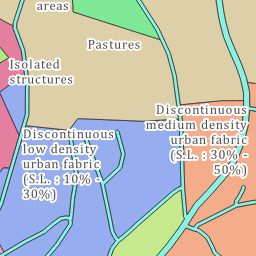 areas
Pastures
Isolated
structures
Discontinuous
medium density
urban fabric
(S.L. : 30% -
50%)
Discontinuous
low density
urban fabric
(S.L. : 10% -
30%)